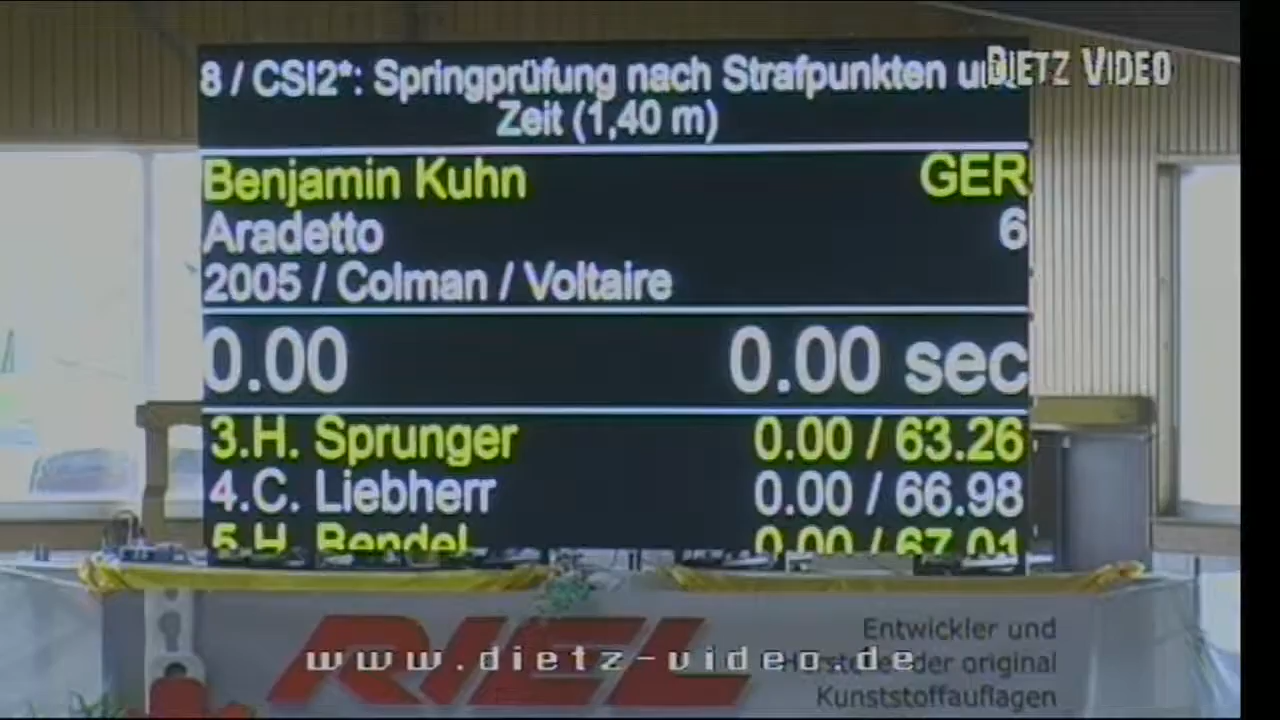 8 / CSI2*: Springprüfung nach Strafpunkten
DIETZ VIDEO
Zeit (1,40 m)
Benjamin Kuhn GER
Aradetto 6
2005 / Colman / Voltaire
0.00 0.00 sec
3.H. Sprunger 0.00 / 63.26
4.C. Liebherr 0.00 / 66.98
5.H. Bendel 0.00 / 67.01
RIEL
Entwickler und
www.dietz-video.de
der original
Kunststoffauflagen